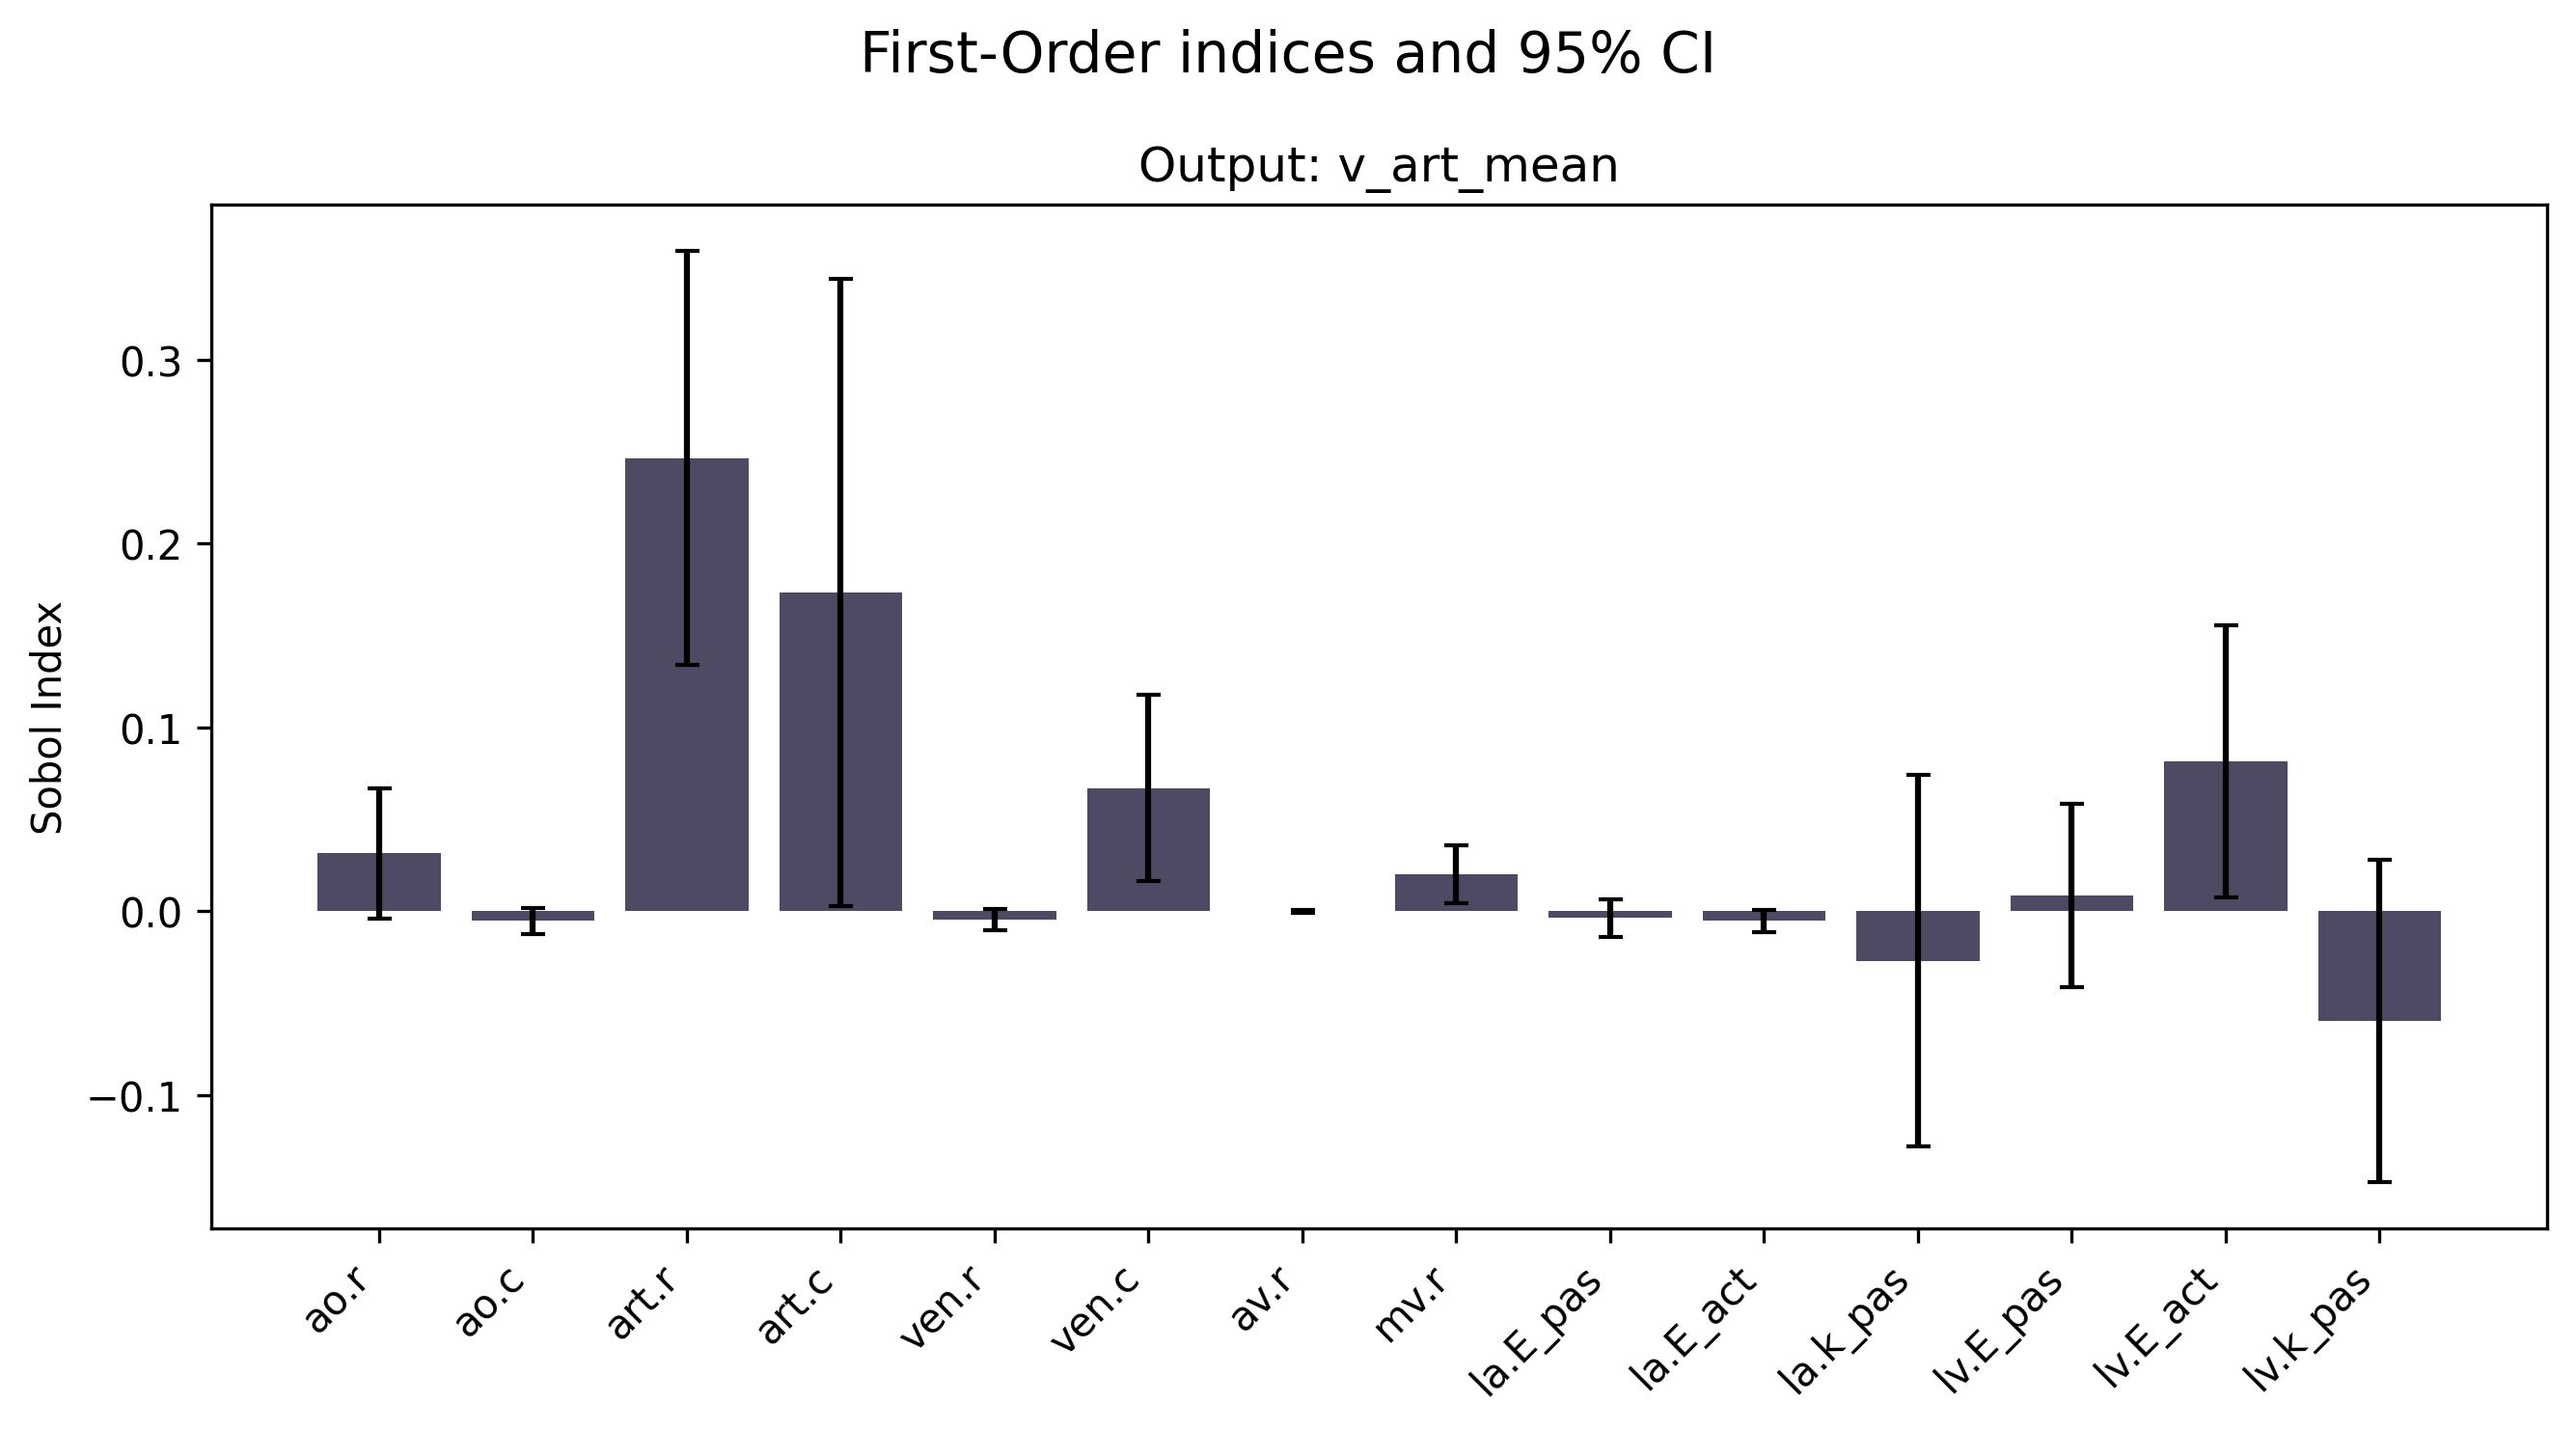 First-Order indices and 95% CI
Output: v_art_mean
Sobol Index
0.3
0.2
0.1
0.0
−0.1
ao.r
ao.c
art.r
art.c
ven.r
ven.c
av.r
mv.r
la.E_pas
la.E_act
la.k_pas
lv.E_pas
lv.E_act
lv.k_pas